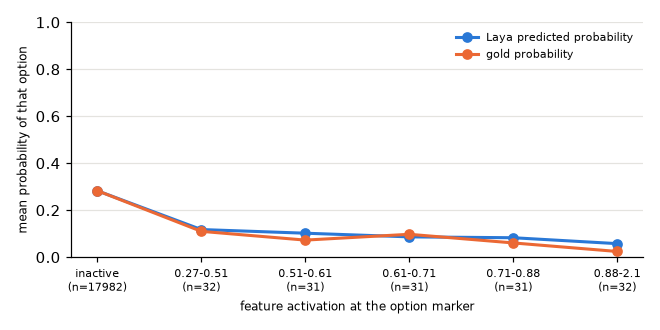 1.0
0.8
0.6
0.4
0.2
0.0
mean probability of that option
Laya predicted probability
gold probability
inactive
(n=17982)
0.27-0.51
(n=32)
0.51-0.61
(n=31)
0.61-0.71
(n=31)
0.71-0.88
(n=31)
0.88-2.1
(n=32)
feature activation at the option marker